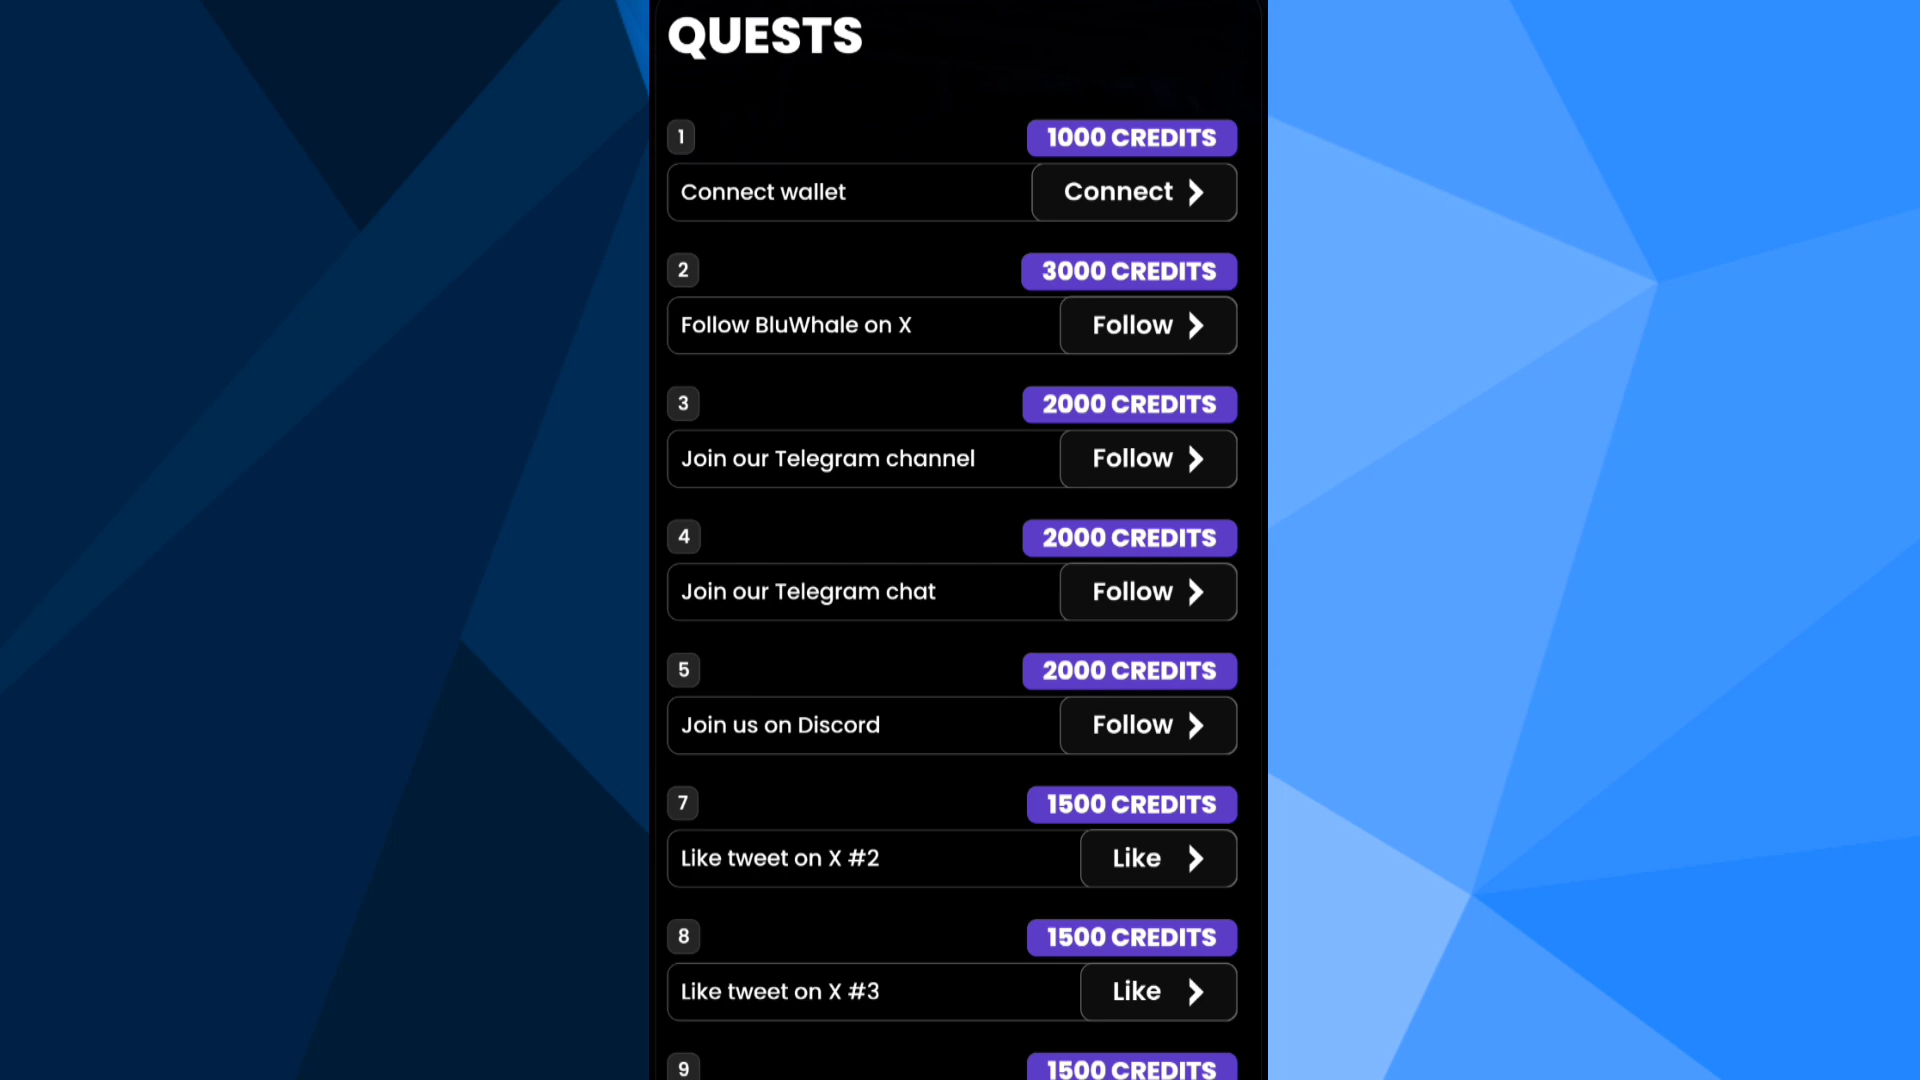 QUESTS
1
1000 CREDITS
Connect wallet
Connect
2
3000 CREDITS
Follow BluWhale on X
Follow
3
2000 CREDITS
Join our Telegram channel
Follow
4
2000 CREDITS
Join our Telegram chat
Follow
5
2000 CREDITS
Join us on Discord
Follow
7
1500 CREDITS
Like tweet on X #2
Like
8
1500 CREDITS
Like tweet on X #3
Like
9
1500 CREDITS